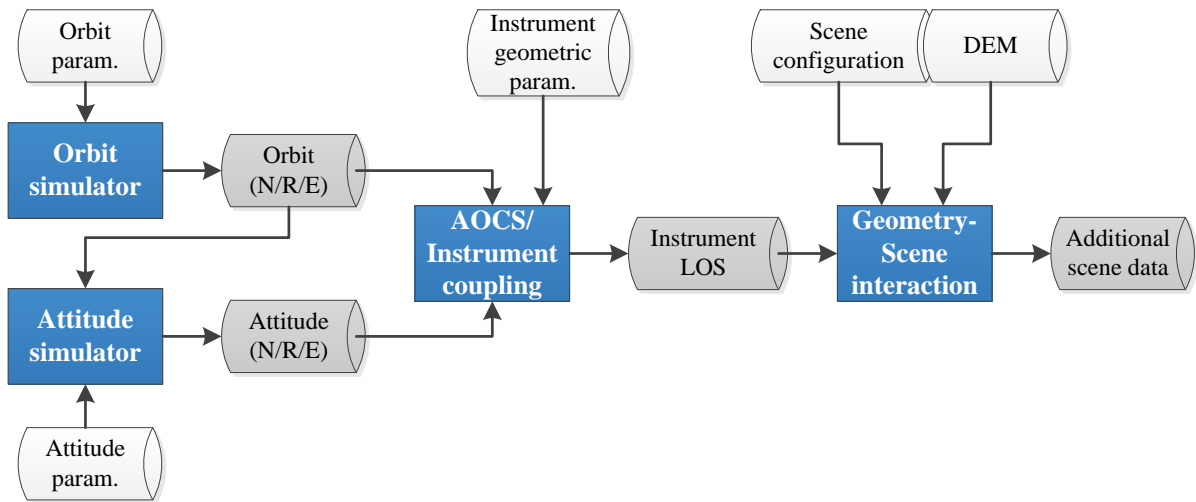 Orbit
param.
Instrument
geometric
param.
Scene
configuration
DEM
Orbit
simulator
Orbit
(N/R/E)
AOCS/
Instrument
coupling
Instrument
LOS
Geometry-
Scene
interaction
Additional
scene data
Attitude
simulator
Attitude
(N/R/E)
Attitude
param.